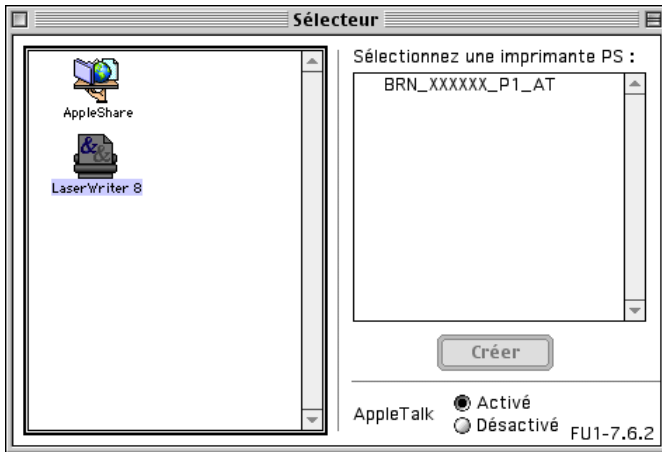 Sélecteur
AppleShare
LaserWriter 8
Sélectionnez une imprimante PS :
BRN_XXXXXX_P1_AT
Créer
AppleTalk
Activé
Désactivé
FU1-7.6.2